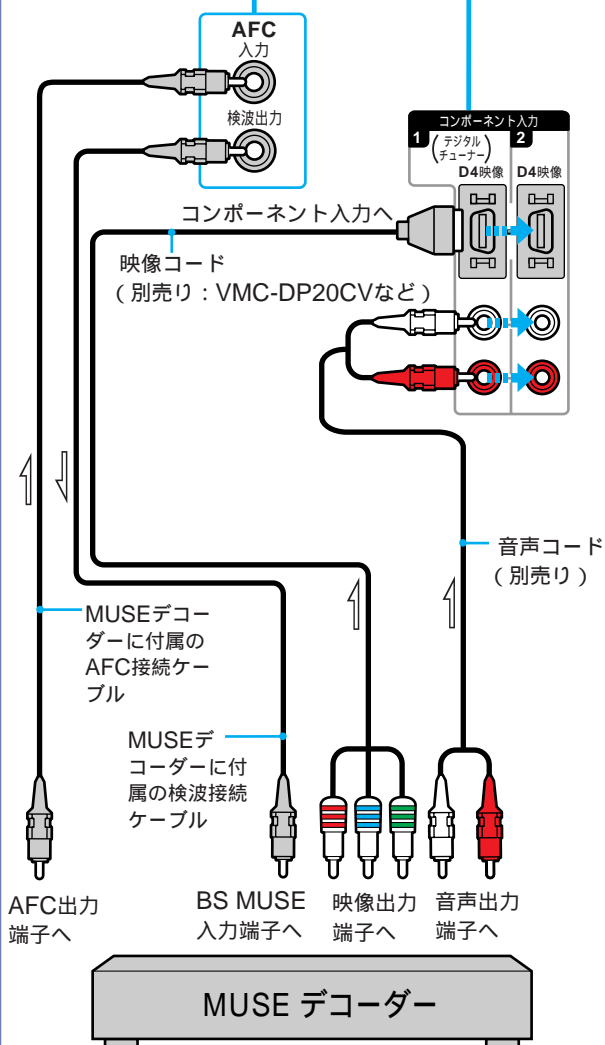 AFC
入力
検波出力
コンポーネント入力
1
(デジタル
チューナー)
2
D4映像
D4映像
コンポーネント入力へ
映像コード
(別売り:VMC-DP20CVなど)
音声コード
(別売り)
MUSEデコー
ダーに付属の
AFC接続ケー
ブル
MUSEデ
コーダーに付
属の検波接続
ケーブル
AFC出力
端子へ
BS MUSE
入力端子へ
映像出力
端子へ
音声出力
端子へ
MUSE デコーダー